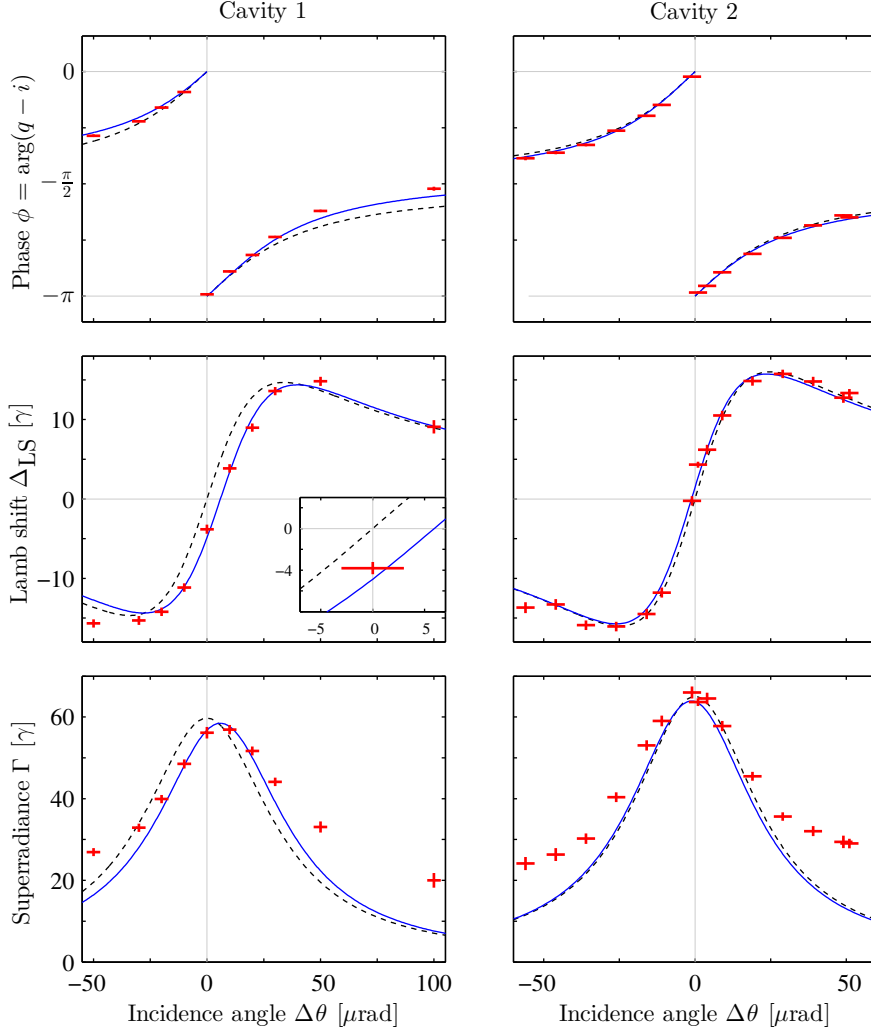 Cavity 1
Cavity 2
Phase ϕ = arg(q − i)
0
−π/2
−π
Lamb shift Δ_LS [γ]
10
0
−10
0
−4
−5
0
5
Superradiance Γ [γ]
60
40
20
0
−50
0
50
100
−50
0
50
Incidence angle Δθ [μrad]
Incidence angle Δθ [μrad]